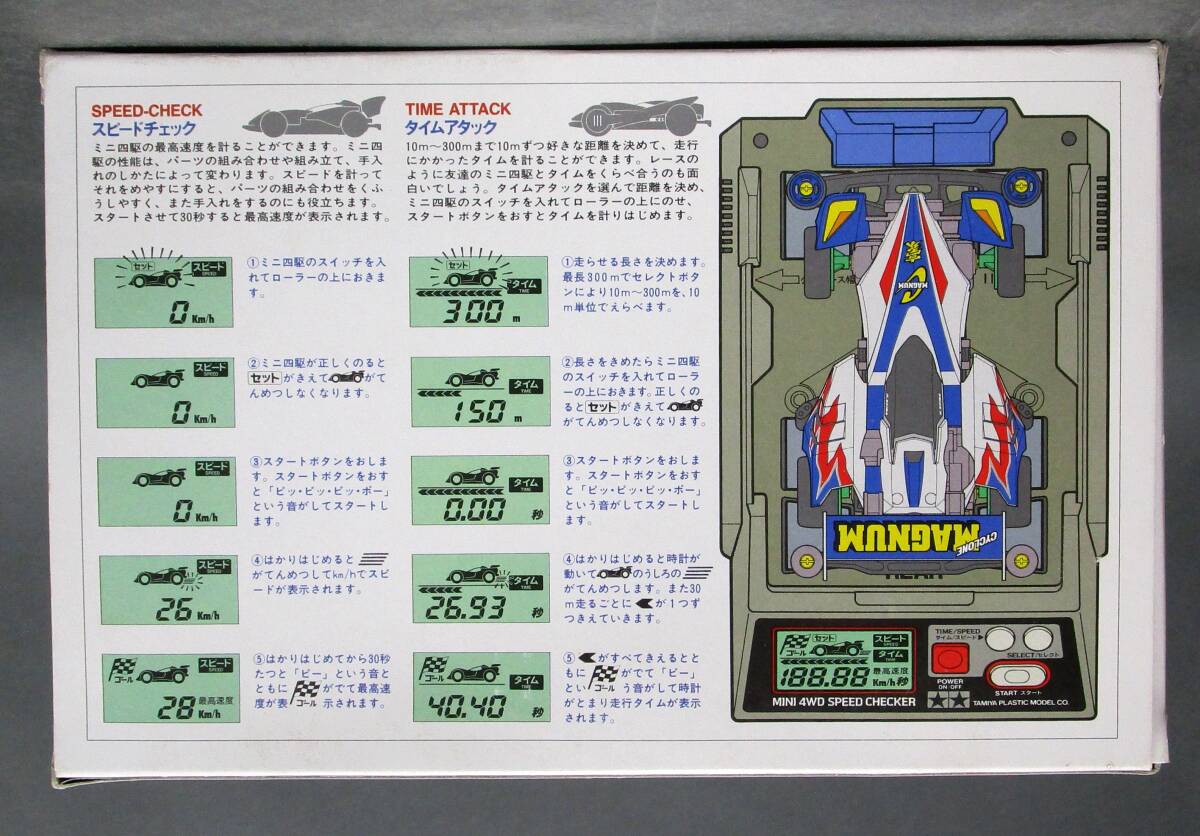 SPEED-CHECK
スピードチェック
ミニ四駆の最高速度を計ることができます。ミニ四
駆の性能は、パーツの組み合わせや組み立て、手入
れのしかたによって変わります。スピードを計って
それをめやすにすると、パーツの組み合わせをくふ
うしやすく、また手入れをするのにも役立ちます。
スタートさせて30秒すると最高速度が表示されます。
セット
スピード
SPEED
0 Km/h
①ミニ四駆のスイッチを入
れてローラーの上におきま
す。
スピード
SPEED
0 Km/h
②ミニ四駆が正しくのると
セットがきえてがて
んめつしなくなります。
スピード
SPEED
0 Km/h
③スタートボタンをおしま
す。スタートボタンをおす
と「ピッ・ピッ・ピッ・ポー」
という音がしてスタートし
ます。
スピード
SPEED
26 Km/h
④はかりはじめると
がてんめつしてkm/hでスピ
ードが表示されます。
ゴール
スピード
SPEED
28 最高速度
Km/h
⑤はかりはじめてから30秒
たつと「ピー」という音と
ともにゴールがでて最高速
度が表示されます。
TIME ATTACK
タイムアタック
10m〜300mまで10mずつ好きな距離を決めて、走行
にかかったタイムを計ることができます。レースの
ように友達のミニ四駆とタイムをくらべ合うのも面
白いでしょう。タイムアタックを選んで距離を決め、
ミニ四駆のスイッチを入れてローラーの上にのせ、
スタートボタンをおすとタイムを計りはじめます。
セット
タイム
TIME
300 m
①走らせる長さを決めます。
最長300mでセレクトボタ
ンにより10m〜300mを、10
m単位でえらべます。
タイム
TIME
150 m
②長さをきめたらミニ四駆
のスイッチを入れてローラ
ーの上におきます。正しくの
るとセットがきえて
がてんめつしなくなります。
タイム
TIME
0.00 秒
③スタートボタンをおしま
す。スタートボタンをおす
と「ピッ・ピッ・ピッ・ポー」
という音がしてスタートし
ます。
タイム
TIME
26.93 秒
④はかりはじめると時計が
動いてのうしろの
がてんめつします。また30
m走るごとにが1つず
つきえていきます。
ゴール
タイム
TIME
40.40 秒
⑤がすべてきえるとと
もにゴールがでて「ピー」
という音がして時計
がとまり走行タイムが表示
されます。
MAGNUM
CYCLONE
MAGNUM
ゴール
セット
スピード
SPEED
タイム
TIME
188.88 最高速度
Km/h秒
MINI 4WD SPEED CHECKER
TIME/SPEED
タイム/スピード
SELECT/セレクト
POWER
ON・OFF
START スタート
TAMIYA PLASTIC MODEL CO.